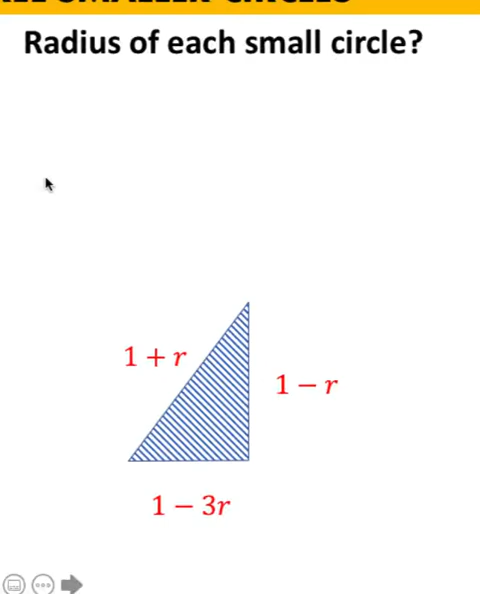 Radius of each small circle?
1 + r
1 − r
1 − 3r